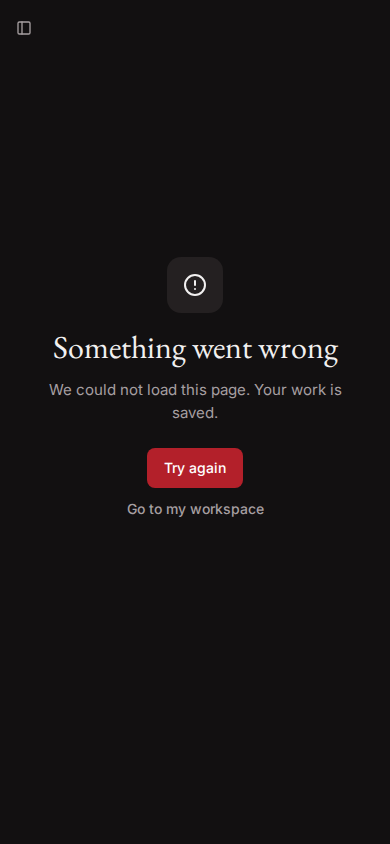 Something went wrong
We could not load this page. Your work is
saved.
Try again
Go to my workspace